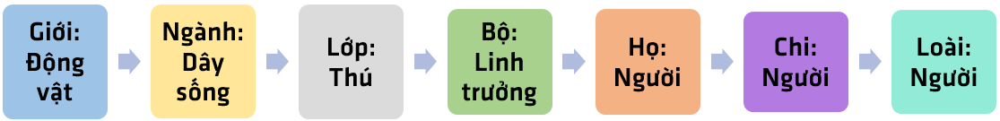 Giới:
Động
vật
Ngành:
Dây
sống
Lớp:
Thú
Bộ:
Linh
trưởng
Họ:
Người
Chi:
Người
Loài:
Người